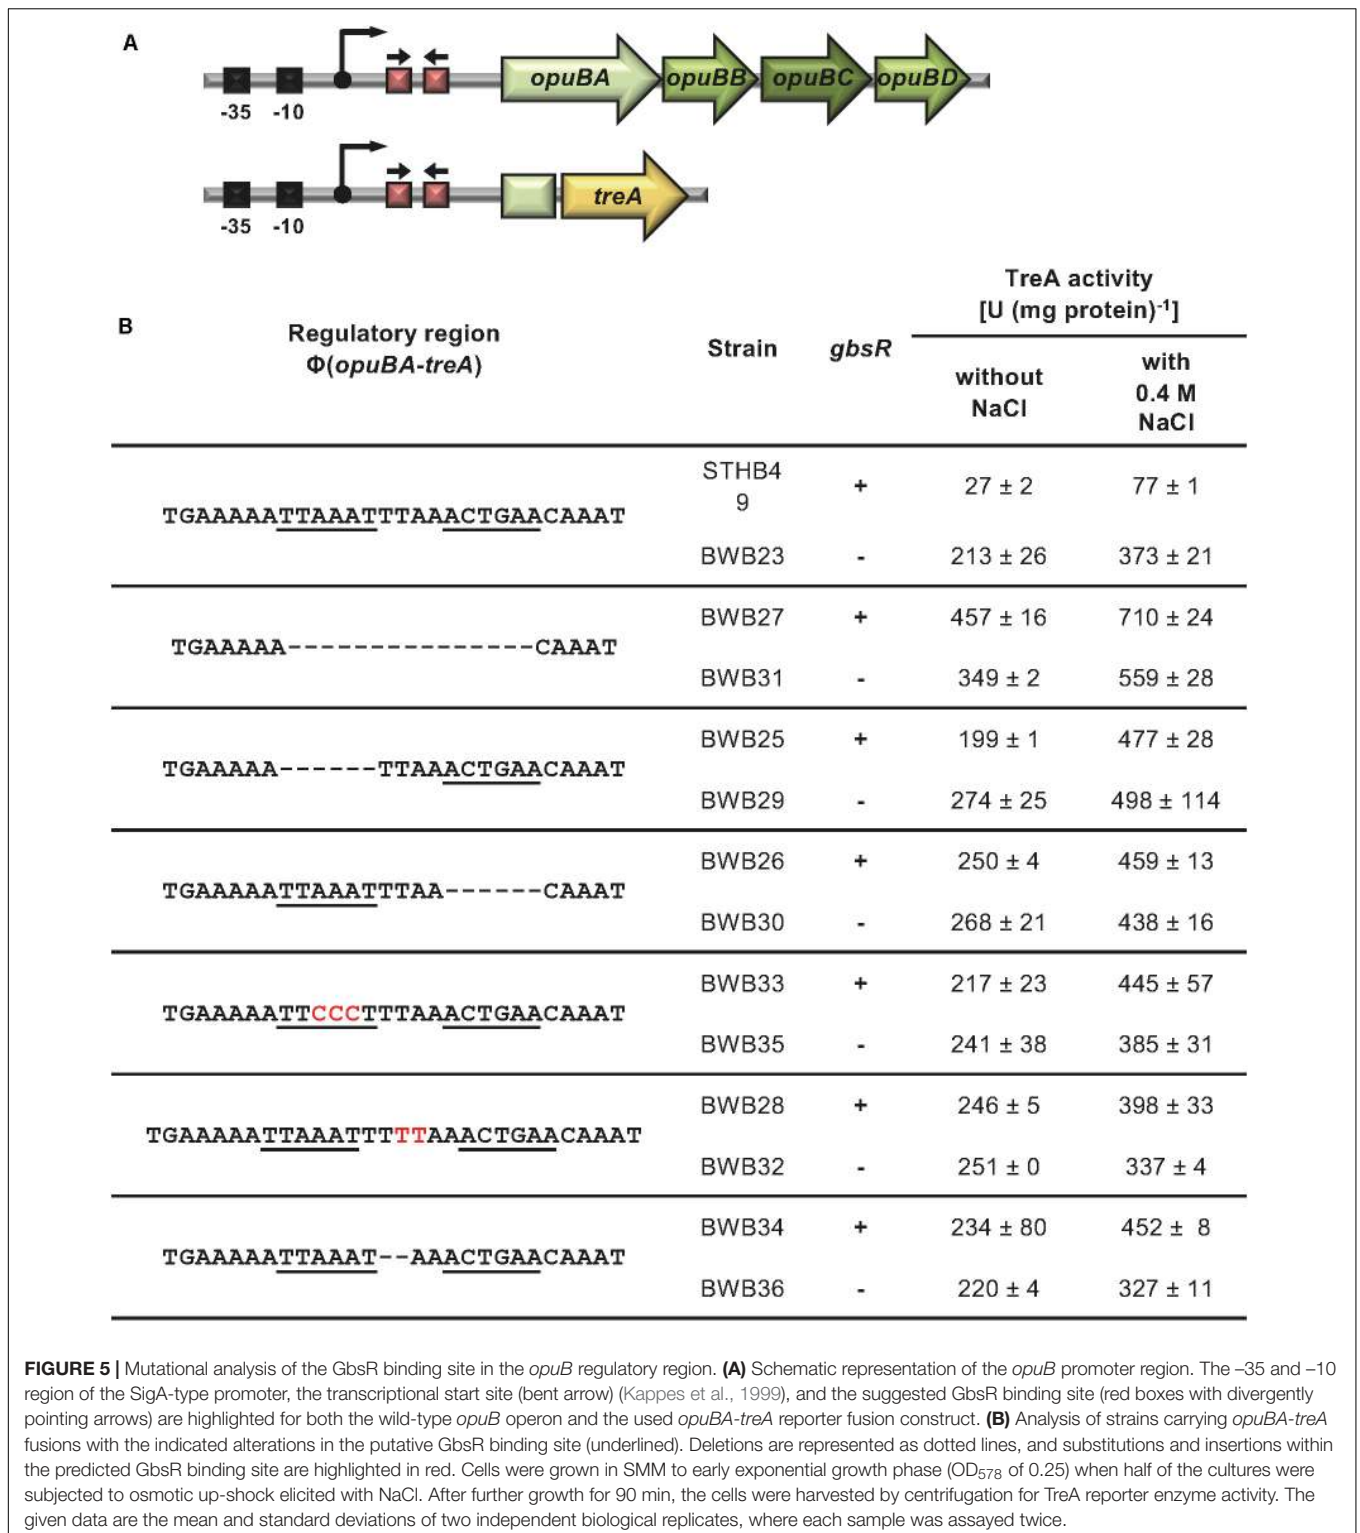 A
opuBA opuBB opuBC opuBD
-35 -10
treA
-35 -10
B
Regulatory region
Φ(opuBA-treA)
Strain
gbsR
TreA activity
[U (mg protein)-1]
without
NaCl
with
0.4 M
NaCl
TGAAAAATTAAATTTAAACTGAACAAAT
STHB4
9
+ 27 ± 2 77 ± 1
BWB23 - 213 ± 26 373 ± 21
TGAAAAA---------------CAAAT
BWB27 + 457 ± 16 710 ± 24
BWB31 - 349 ± 2 559 ± 28
TGAAAAA------TTAAACTGAACAAAT
BWB25 + 199 ± 1 477 ± 28
BWB29 - 274 ± 25 498 ± 114
TGAAAAATTAAATTTAA------CAAAT
BWB26 + 250 ± 4 459 ± 13
BWB30 - 268 ± 21 438 ± 16
TGAAAAATTCCCTTTAAACTGAACAAAT
BWB33 + 217 ± 23 445 ± 57
BWB35 - 241 ± 38 385 ± 31
TGAAAAATTAAATTTTTAAACTGAACAAAT
BWB28 + 246 ± 5 398 ± 33
BWB32 - 251 ± 0 337 ± 4
TGAAAAATTAAAT--AAACTGAACAAAT
BWB34 + 234 ± 80 452 ± 8
BWB36 - 220 ± 4 327 ± 11
FIGURE 5 | Mutational analysis of the GbsR binding site in the opuB regulatory region. (A) Schematic representation of the opuB promoter region. The –35 and –10
region of the SigA-type promoter, the transcriptional start site (bent arrow) (Kappes et al., 1999), and the suggested GbsR binding site (red boxes with divergently
pointing arrows) are highlighted for both the wild-type opuB operon and the used opuBA-treA reporter fusion construct. (B) Analysis of strains carrying opuBA-treA
fusions with the indicated alterations in the putative GbsR binding site (underlined). Deletions are represented as dotted lines, and substitutions and insertions within
the predicted GbsR binding site are highlighted in red. Cells were grown in SMM to early exponential growth phase (OD578 of 0.25) when half of the cultures were
subjected to osmotic up-shock elicited with NaCl. After further growth for 90 min, the cells were harvested by centrifugation for TreA reporter enzyme activity. The
given data are the mean and standard deviations of two independent biological replicates, where each sample was assayed twice.